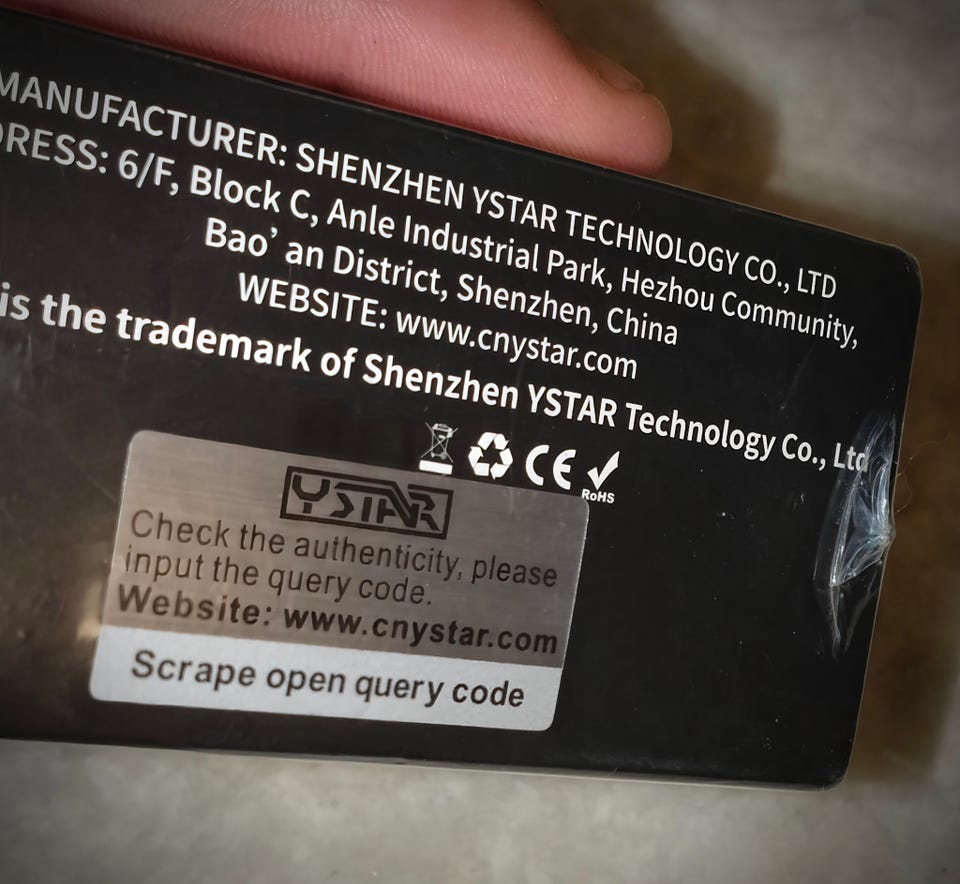 MANUFACTURER: SHENZHEN YSTAR TECHNOLOGY CO., LTD
DRESS: 6/F, Block C, Anle Industrial Park, Hezhou Community,
Bao’ an District, Shenzhen, China
WEBSITE: www.cnystar.com
is the trademark of Shenzhen YSTAR Technology Co., Ltd
CE RoHS
YSTAR
Check the authenticity, please
input the query code.
Website: www.cnystar.com
Scrape open query code